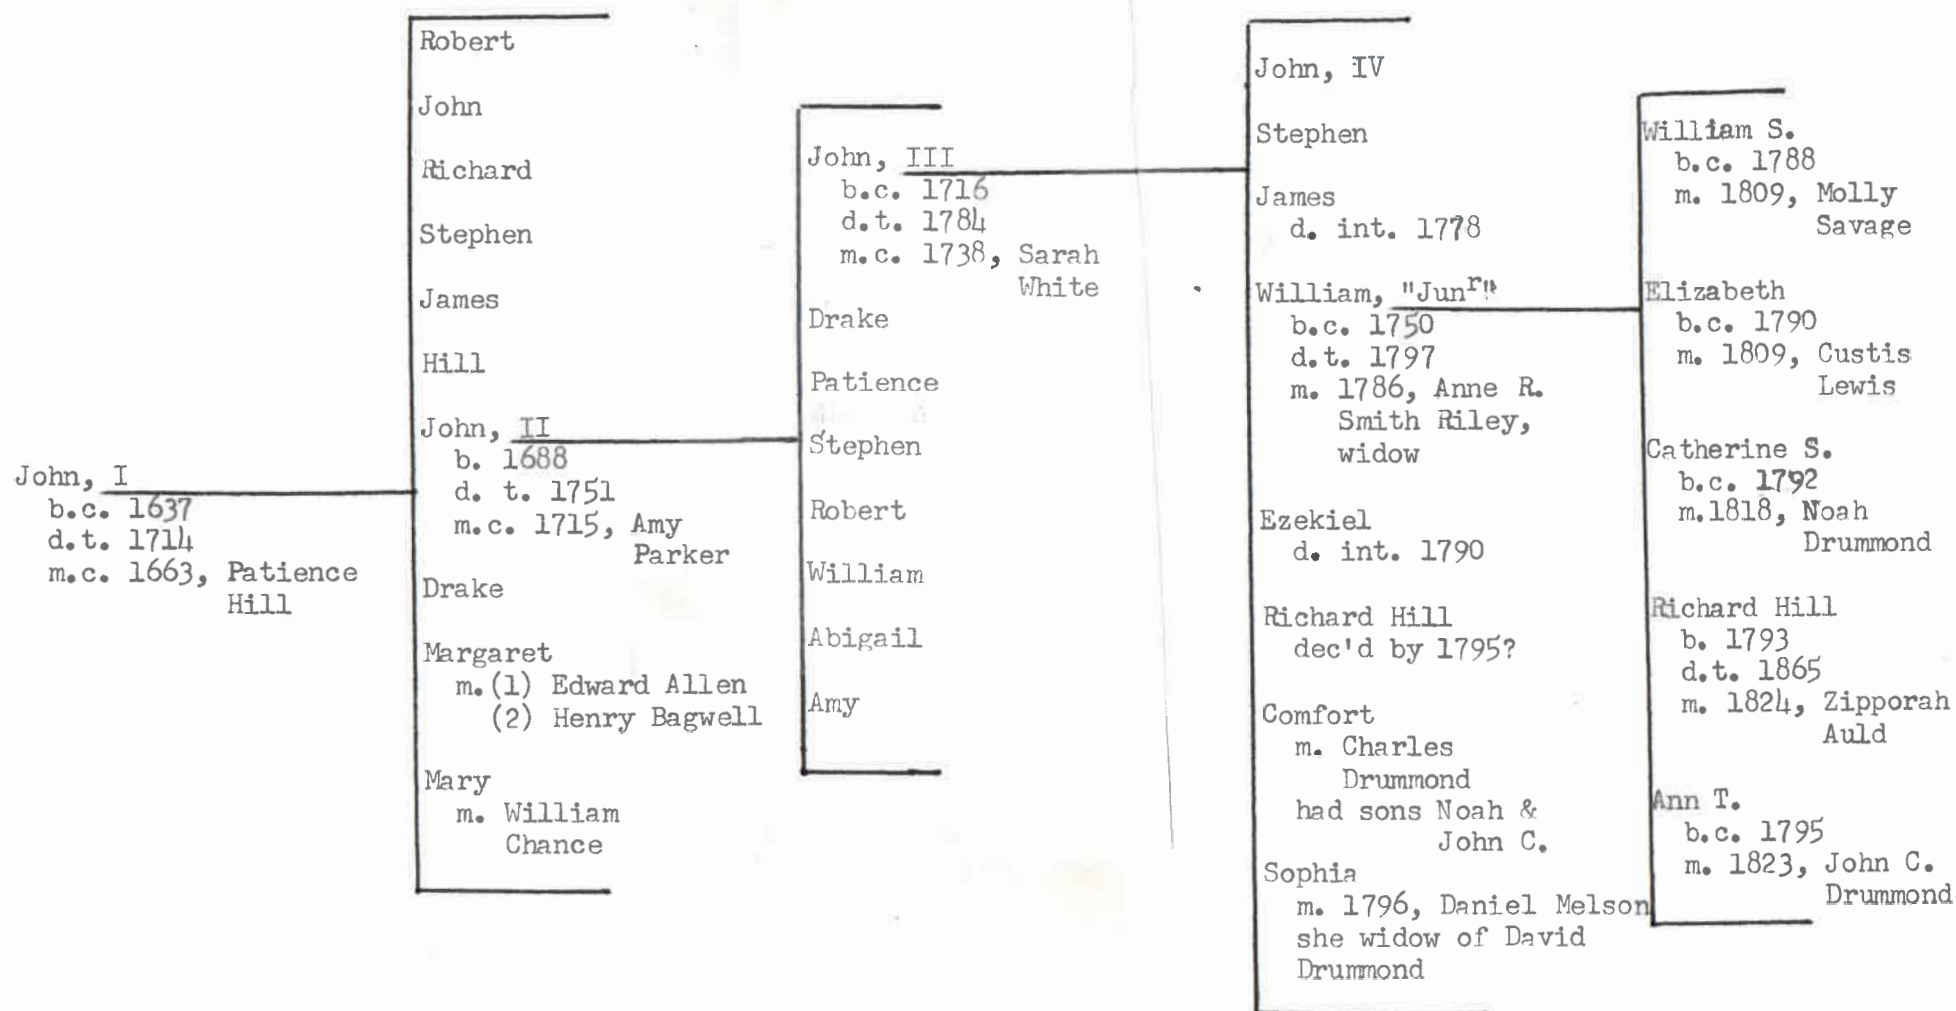 John, I
b.c. 1637
d.t. 1714
m.c. 1663, Patience
Hill
Robert
John
Richard
Stephen
James
Hill
John, II
b. 1688
d. t. 1751
m.c. 1715, Amy
Parker
Drake
Margaret
m.(1) Edward Allen
(2) Henry Bagwell
Mary
m. William
Chance
John, III
b.c. 1716
d.t. 1784
m.c. 1738, Sarah
White
Drake
Patience
Stephen
Robert
William
Abigail
Amy
John, IV
Stephen
James
d. int. 1778
William, "Junr"
b.c. 1750
d.t. 1797
m. 1786, Anne R.
Smith Riley,
widow
Ezekiel
d. int. 1790
Richard Hill
dec'd by 1795?
Comfort
m. Charles
Drummond
had sons Noah &
John C.
Sophia
m. 1796, Daniel Melson
she widow of David
Drummond
William S.
b.c. 1788
m. 1809, Molly
Savage
Elizabeth
b.c. 1790
m. 1809, Custis
Lewis
Catherine S.
b.c. 1792
m.1818, Noah
Drummond
Richard Hill
b. 1793
d.t. 1865
m. 1824, Zipporah
Auld
Ann T.
b.c. 1795
m. 1823, John C.
Drummond